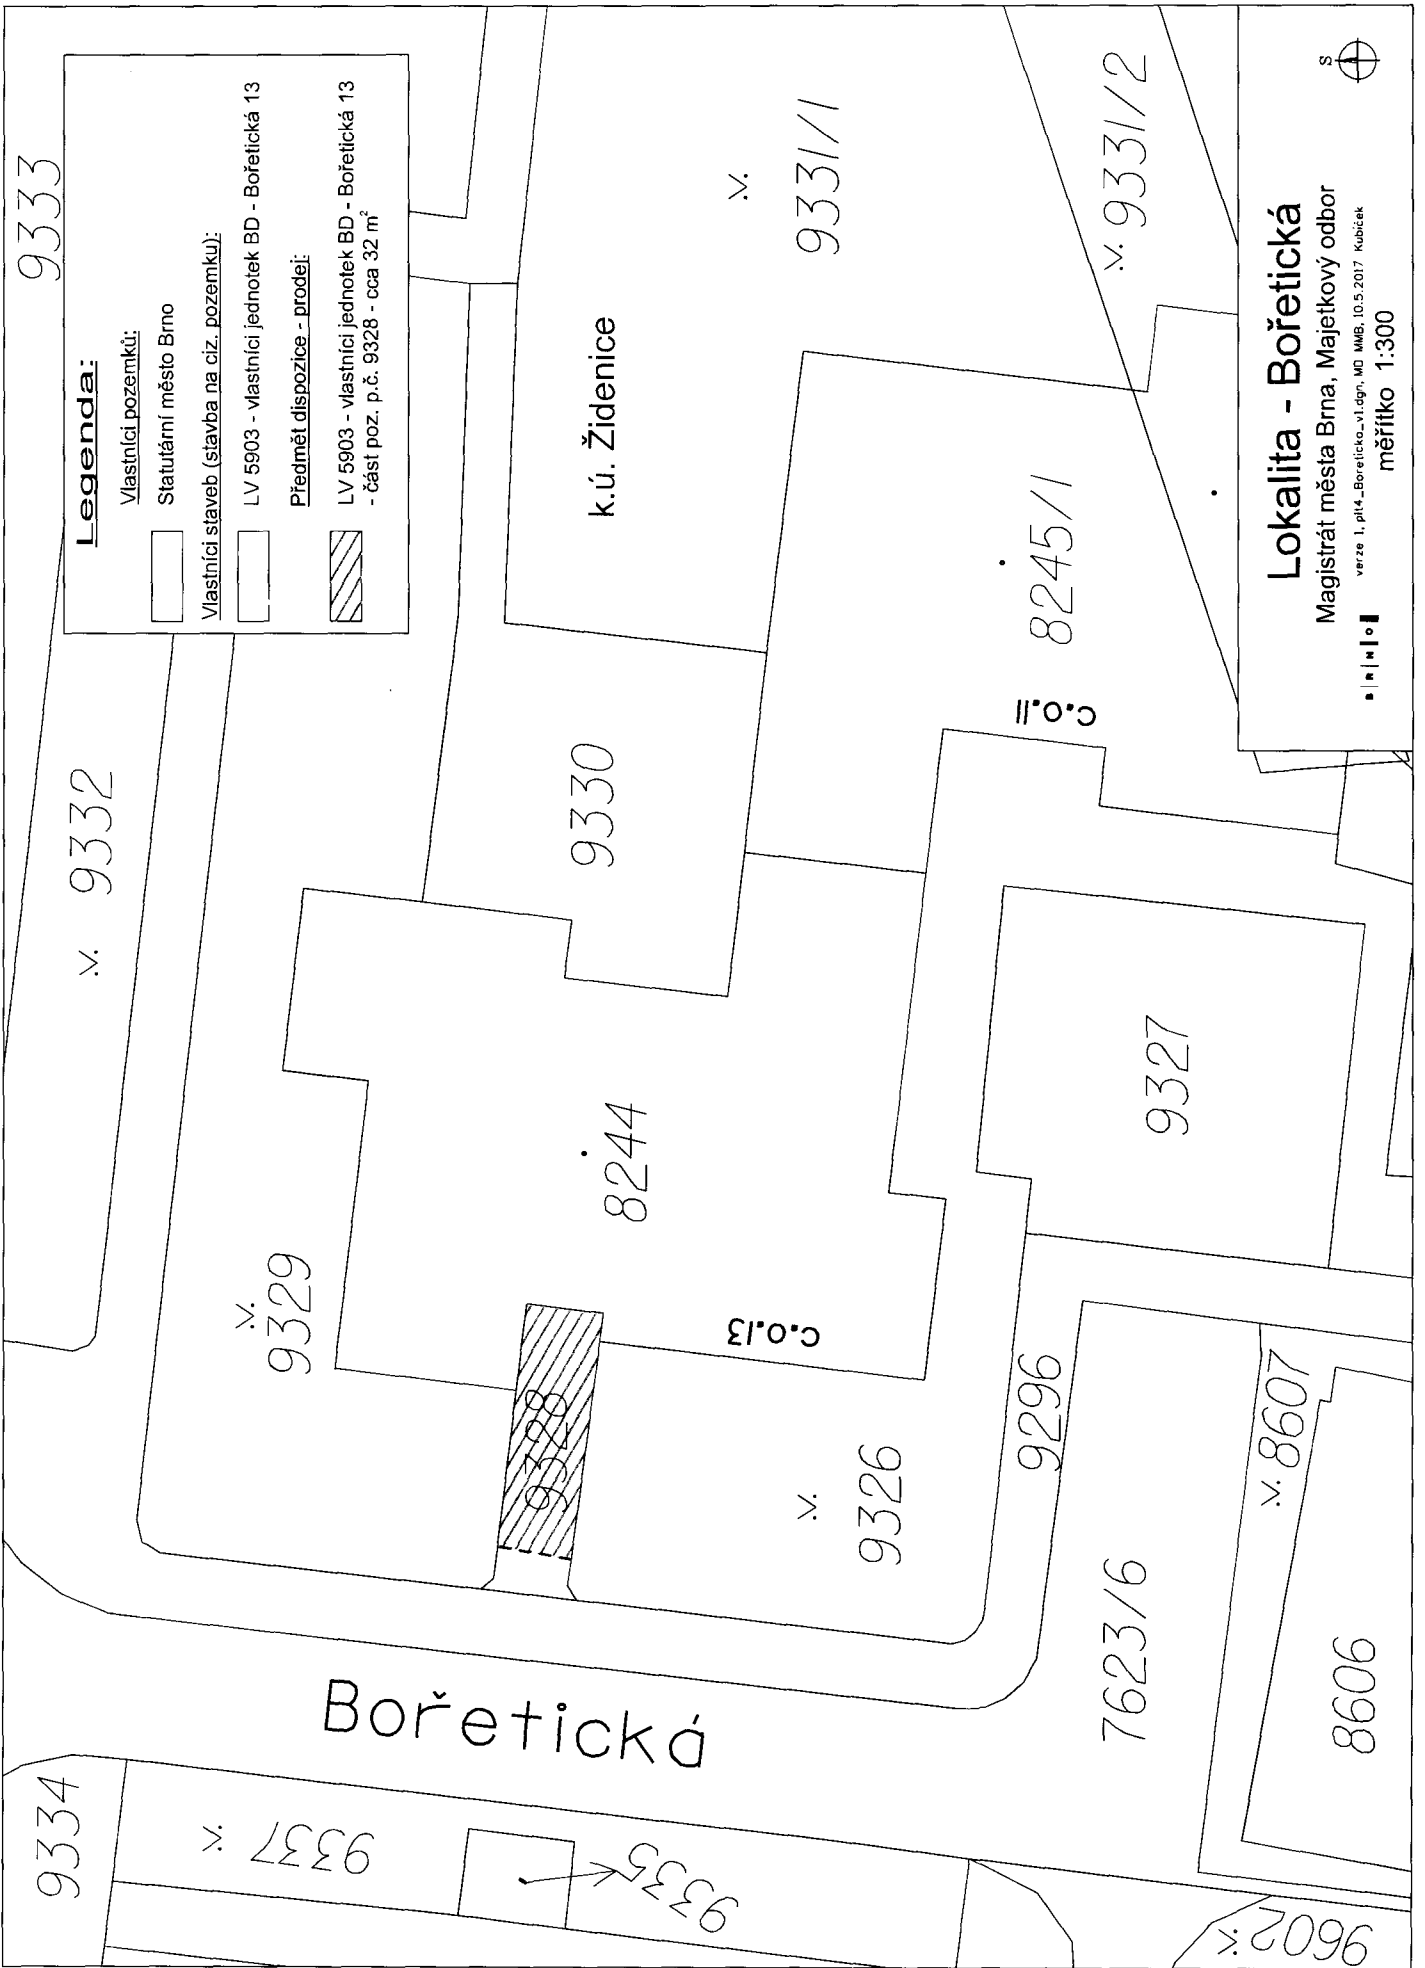 Legenda:
Vlastníci pozemků:
Statutární město Brno
Vlastníci staveb (stavba na ciz. pozemku):
LV 5903 - vlastníci jednotek BD - Bořetická 13
Předmět dispozice - prodej:
LV 5903 - vlastníci jednotek BD - Bořetická 13
- část poz. p.č. 9328 - cca 32 m²
9333
9332
9334
9337
9335
9329
9328
9330
k.ú. Židenice
9331/1
9331/2
8244
č.o.13
8245/1
č.o.11
9326
9296
9327
7623/6
8607
8606
9602
Bořetická
Lokalita - Bořetická
Magistrát města Brna, Majetkový odbor
verze 1, pit4_Boreticko_v1.dgn, MO MMB, 10.5.2017 Kubíček
měřítko 1:300
B R N O
S